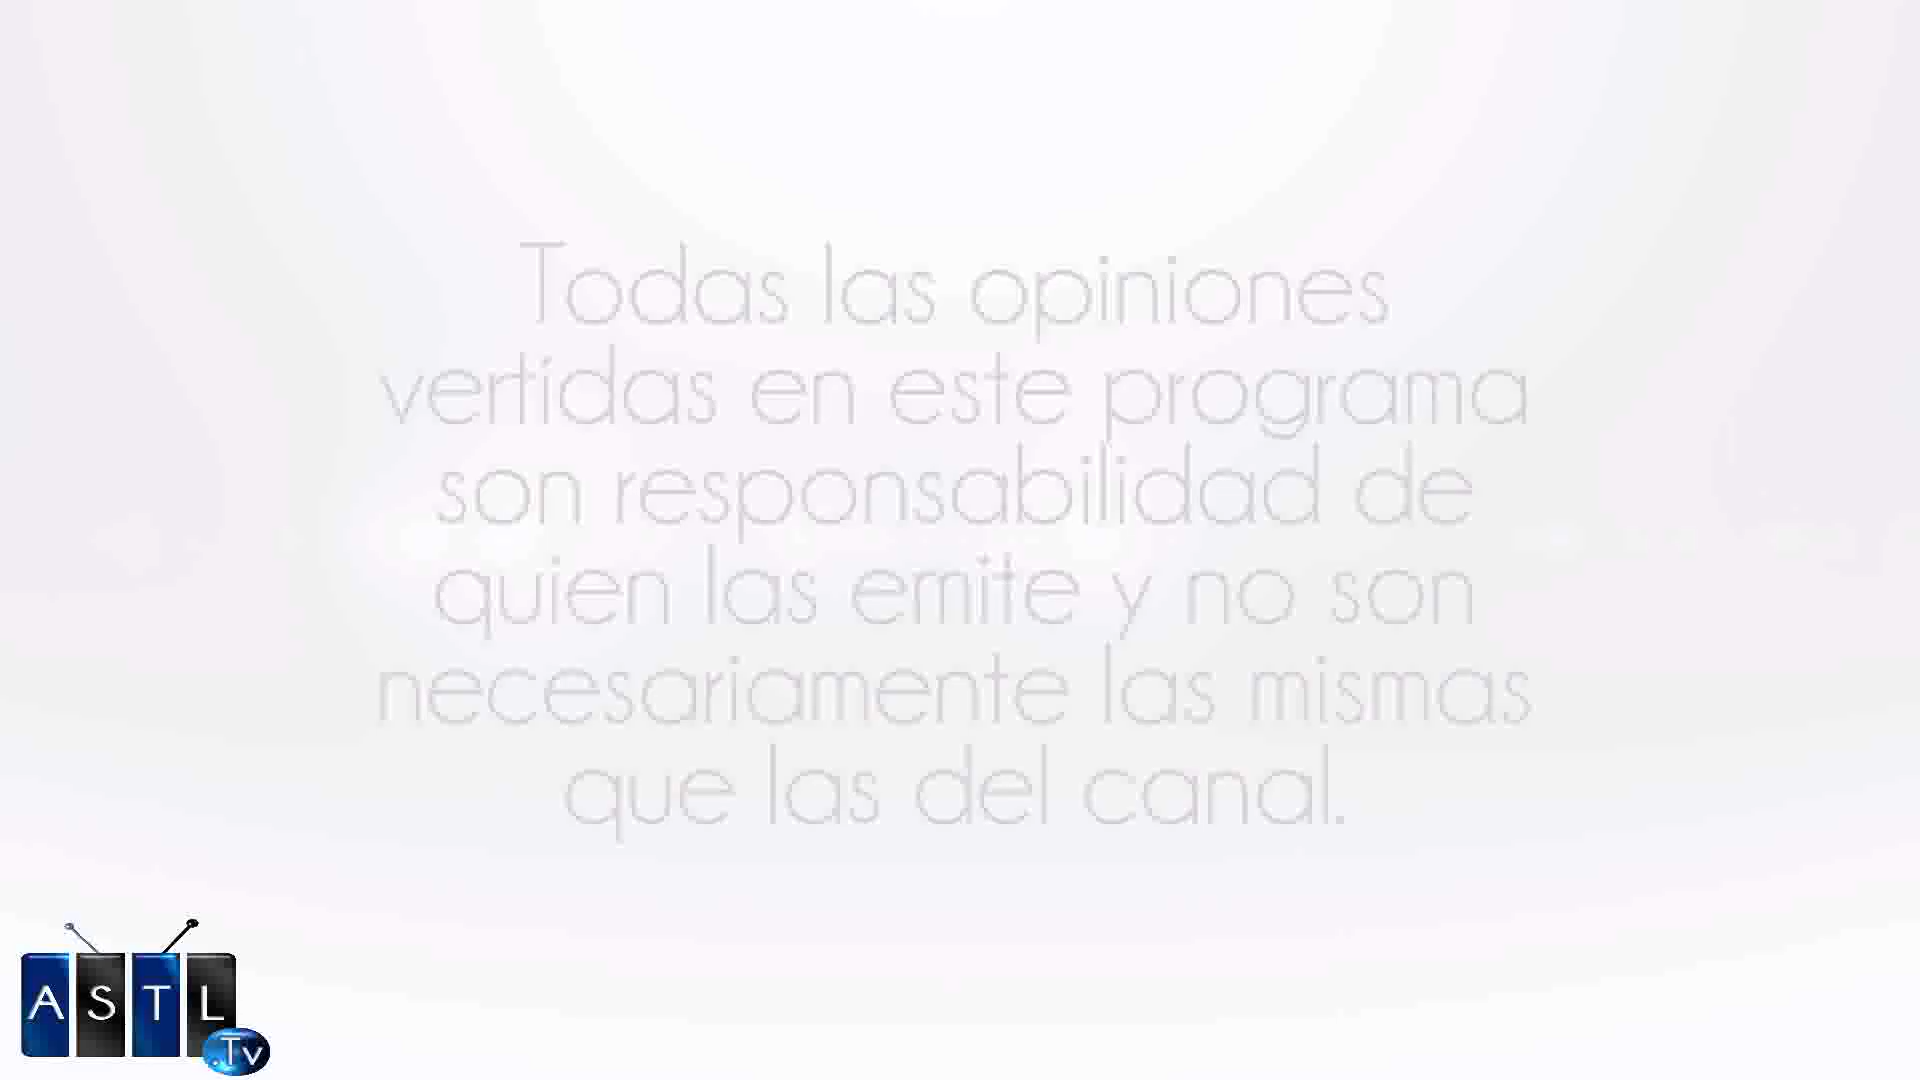 Todas las opiniones
vertidas en este programa
son responsabilidad de
quien las emite y no son
necesariamente las mismas
que las del canal.
ASTL
.Tv